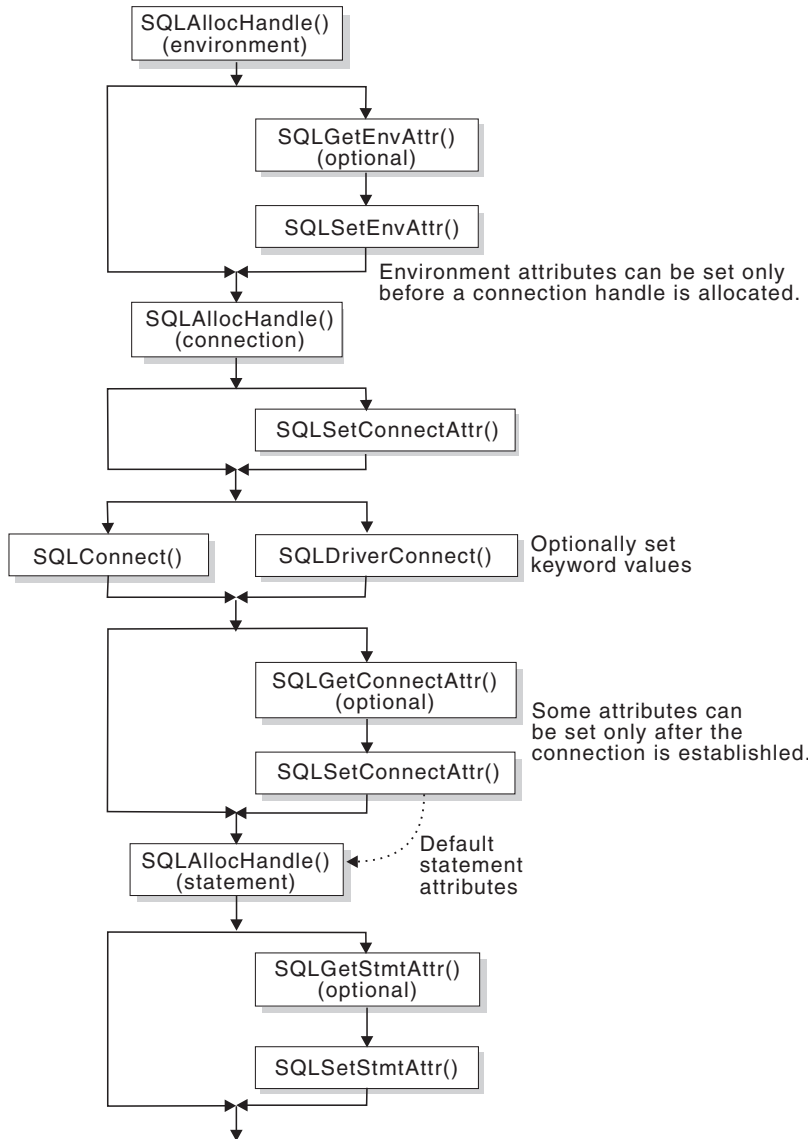 SQLAllocHandle()
(environment)
SQLGetEnvAttr()
(optional)
SQLSetEnvAttr()
Environment attributes can be set only
before a connection handle is allocated.
SQLAllocHandle()
(connection)
SQLSetConnectAttr()
SQLConnect()
SQLDriverConnect()
Optionally set
keyword values
SQLGetConnectAttr()
(optional)
Some attributes can
be set only after the
connection is establishled.
SQLSetConnectAttr()
Default
statement
attributes
SQLAllocHandle()
(statement)
SQLGetStmtAttr()
(optional)
SQLSetStmtAttr()